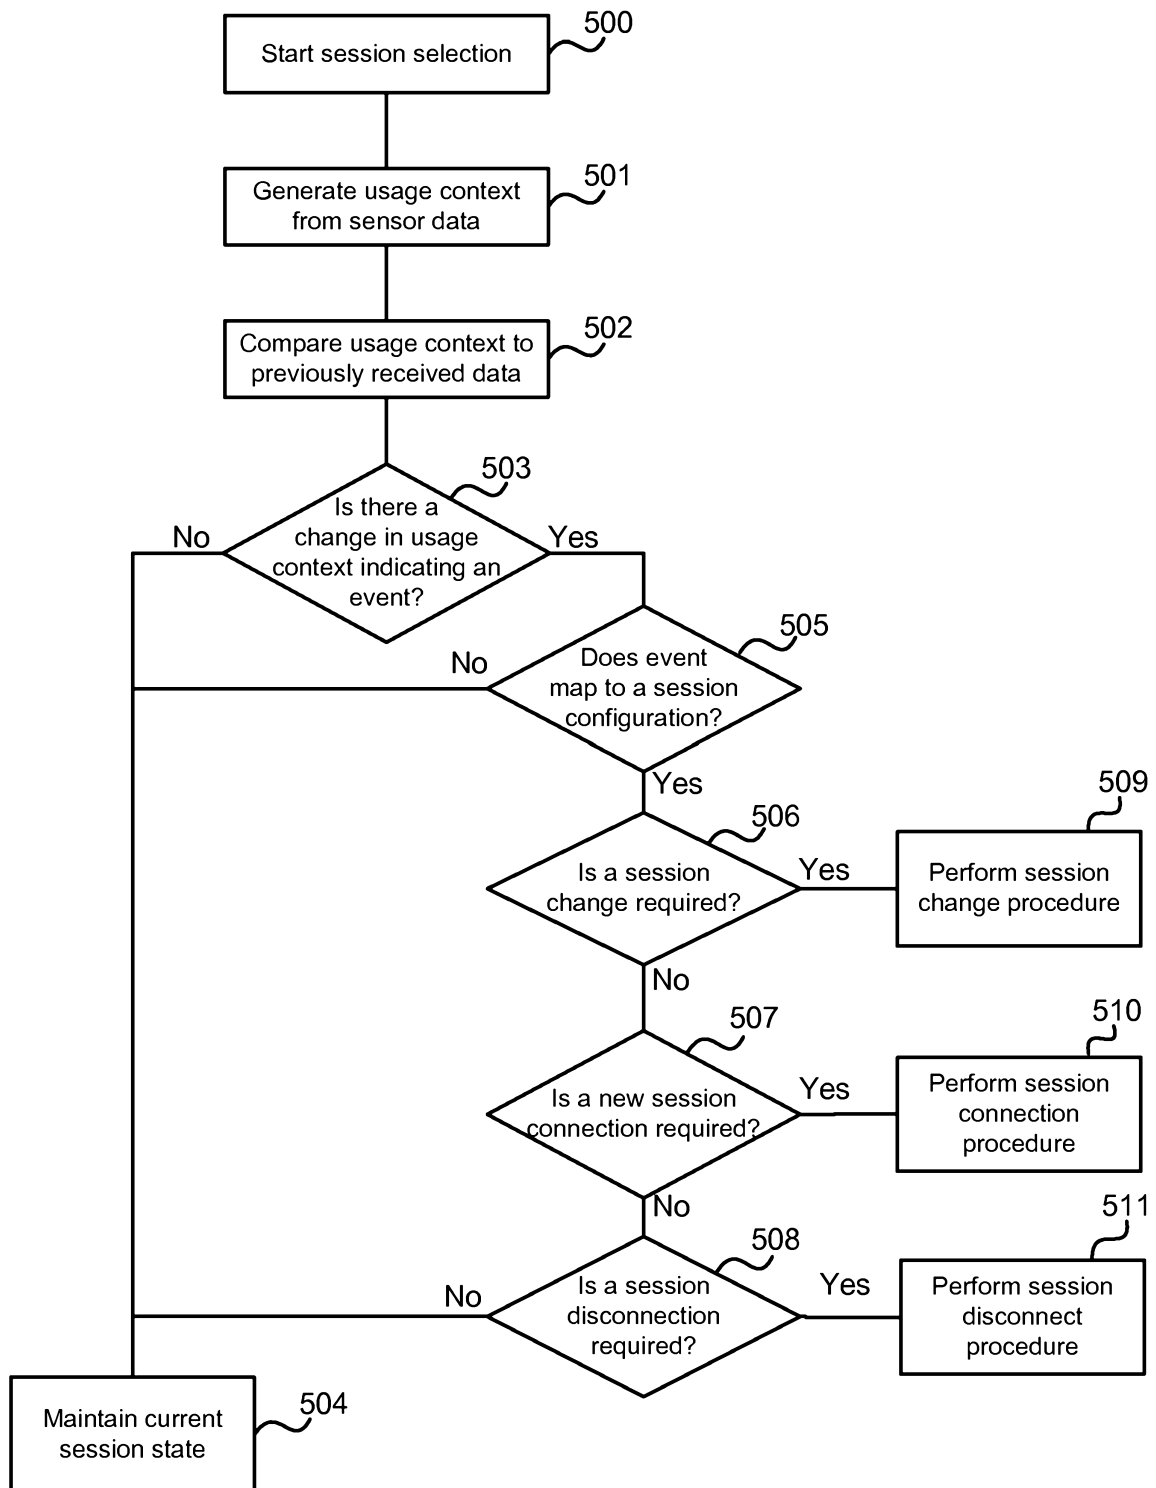 500
Start session selection
501
Generate usage context
from sensor data
502
Compare usage context to
previously received data
503
Is there a
change in usage
context indicating an
event?
No
Yes
505
Does event
map to a session
configuration?
No
Yes
506
Is a session
change required?
Yes
509
Perform session
change procedure
No
507
Is a new session
connection required?
Yes
510
Perform session
connection
procedure
No
508
Is a session
disconnection
required?
No
Yes
511
Perform session
disconnect
procedure
504
Maintain current
session state